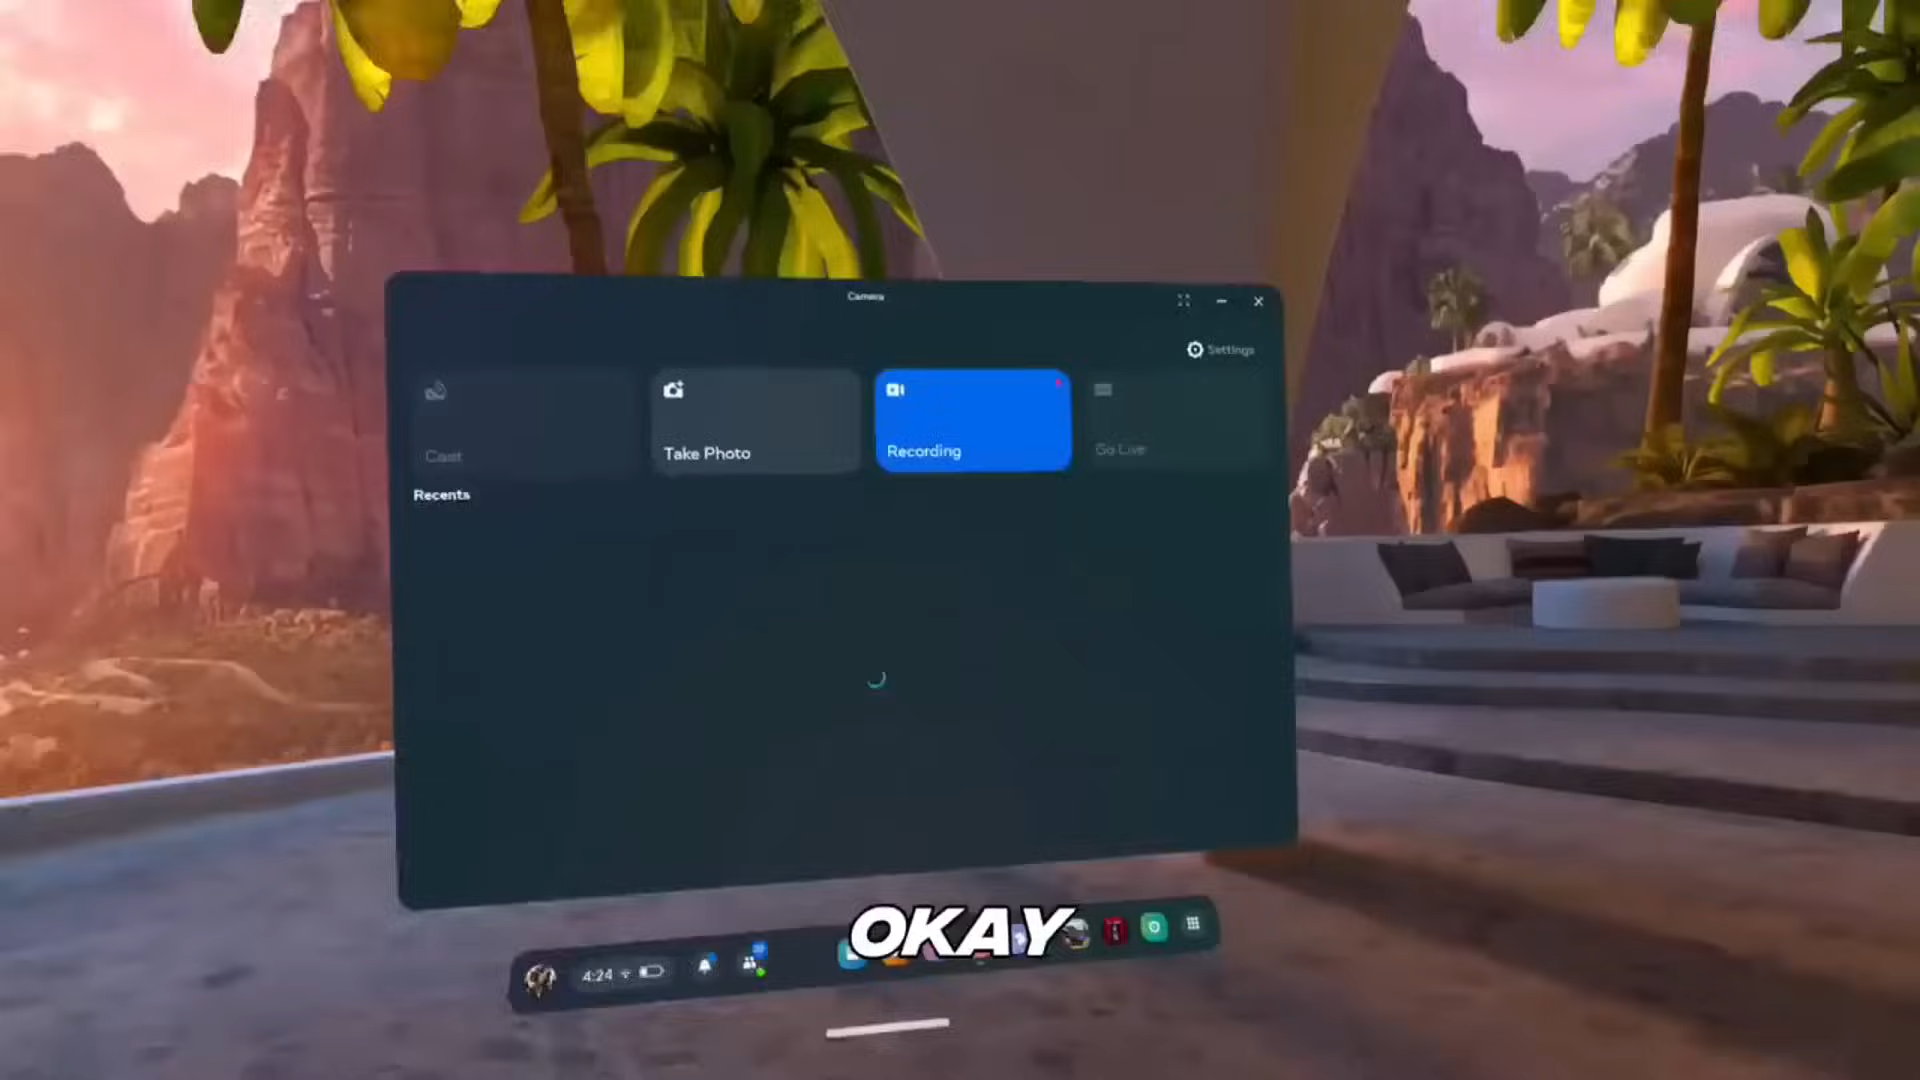 Camera
Settings
Cast
Take Photo
Recording
Go Live
Recents
OKAY
4:24